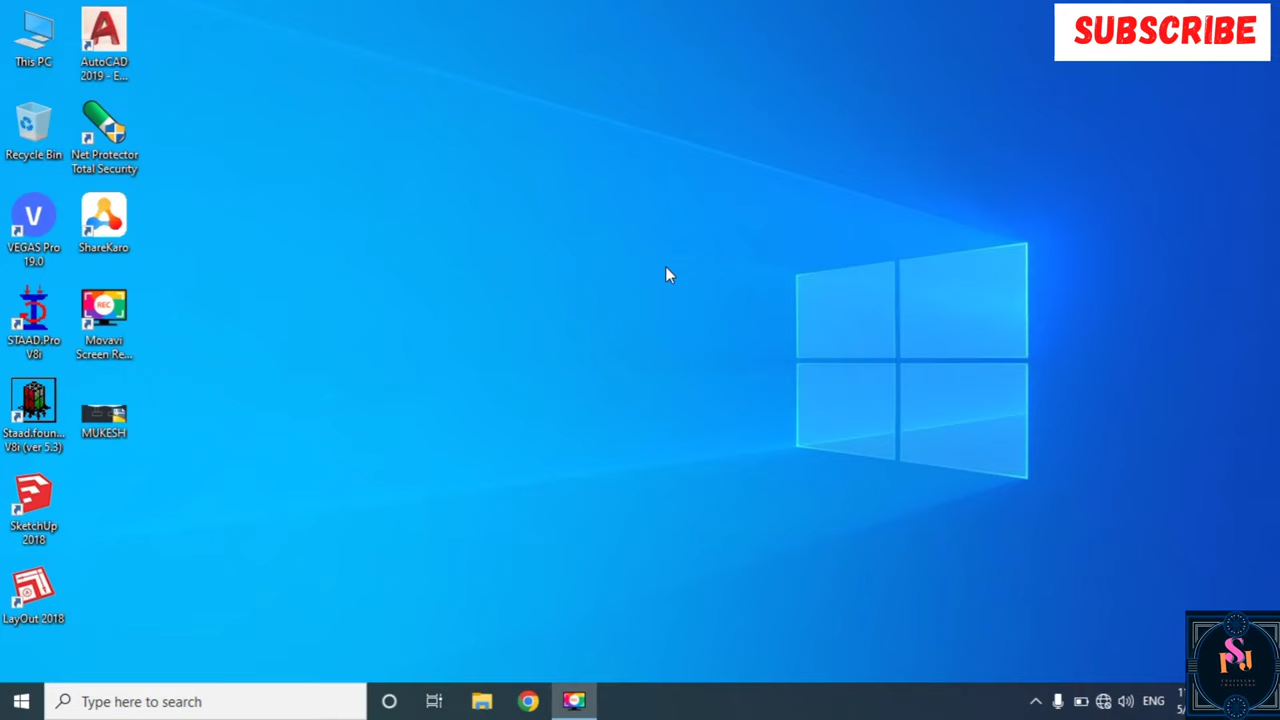 SUBSCRIBE
This PC
AutoCAD
2019 - E...
Recycle Bin
Net Protector
Total Security
VEGAS Pro
19.0
ShareKaro
STAAD.Pro
V8i
REC
Movavi
Screen Re...
Staad.foun...
V8i (ver 5.3)
MUKESH
SketchUp
2018
LayOut 2018
Type here to search
ENG